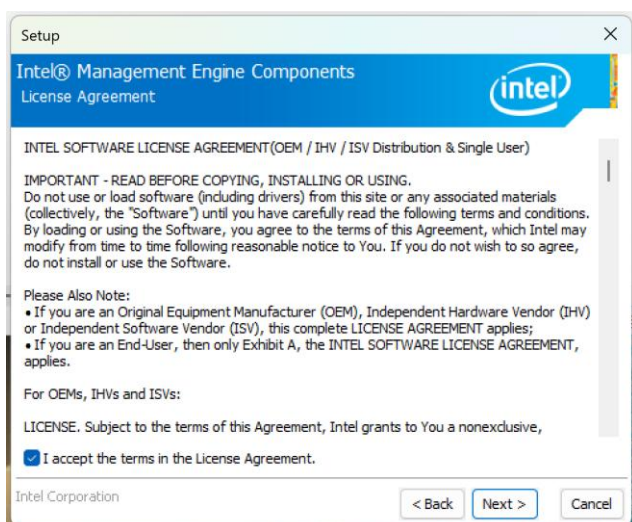 Setup
Intel® Management Engine Components
License Agreement
intel
INTEL SOFTWARE LICENSE AGREEMENT(OEM / IHV / ISV Distribution & Single User)
IMPORTANT - READ BEFORE COPYING, INSTALLING OR USING.
Do not use or load software (including drivers) from this site or any associated materials
(collectively, the "Software") until you have carefully read the following terms and conditions.
By loading or using the Software, you agree to the terms of this Agreement, which Intel may
modify from time to time following reasonable notice to You. If you do not wish to so agree,
do not install or use the Software.
Please Also Note:
• If you are an Original Equipment Manufacturer (OEM), Independent Hardware Vendor (IHV)
or Independent Software Vendor (ISV), this complete LICENSE AGREEMENT applies;
• If you are an End-User, then only Exhibit A, the INTEL SOFTWARE LICENSE AGREEMENT,
applies.
For OEMs, IHVs and ISVs:
LICENSE. Subject to the terms of this Agreement, Intel grants to You a nonexclusive,
I accept the terms in the License Agreement.
Intel Corporation
< Back Next > Cancel